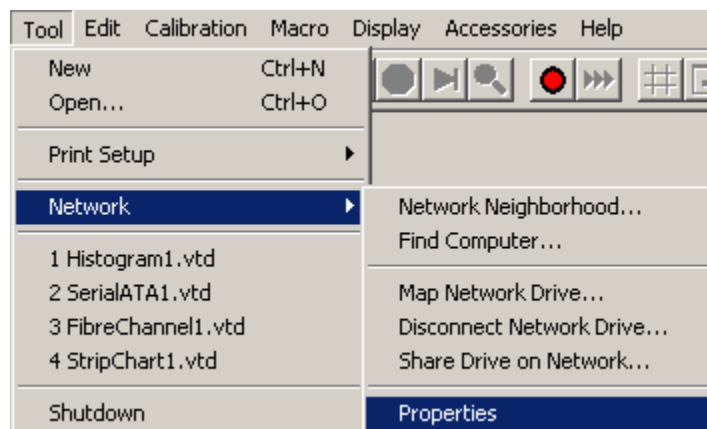 Tool Edit Calibration Macro Display Accessories Help
New Ctrl+N
Open... Ctrl+O
Print Setup
Network
1 Histogram1.vtd
2 SerialATA1.vtd
3 FibreChannel1.vtd
4 StripChart1.vtd
Shutdown
Network Neighborhood...
Find Computer...
Map Network Drive...
Disconnect Network Drive...
Share Drive on Network...
Properties